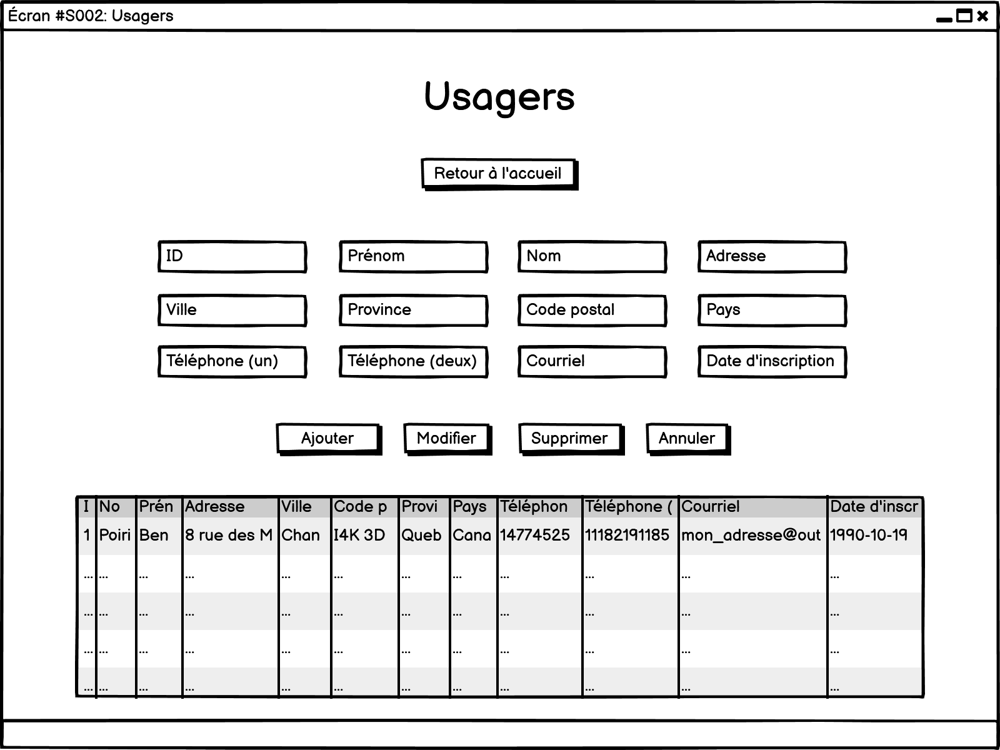 Écran #S002: Usagers
Usagers
Retour à l'accueil
ID Prénom Nom Adresse
Ville Province Code postal Pays
Téléphone (un) Téléphone (deux) Courriel Date d'inscription
Ajouter Modifier Supprimer Annuler
I No Prén Adresse Ville Code p Provi Pays Téléphon Téléphone ( Courriel Date d'inscr
1 Poiri Ben 8 rue des M Chan I4K 3D Queb Cana 14774525 11182191185 mon_adresse@out 1990-10-19
... ... ... ... ... ... ... ... ... ... ... ...
... ... ... ... ... ... ... ... ... ... ... ...
... ... ... ... ... ... ... ... ... ... ... ...
... ... ... ... ... ... ... ... ... ... ... ...